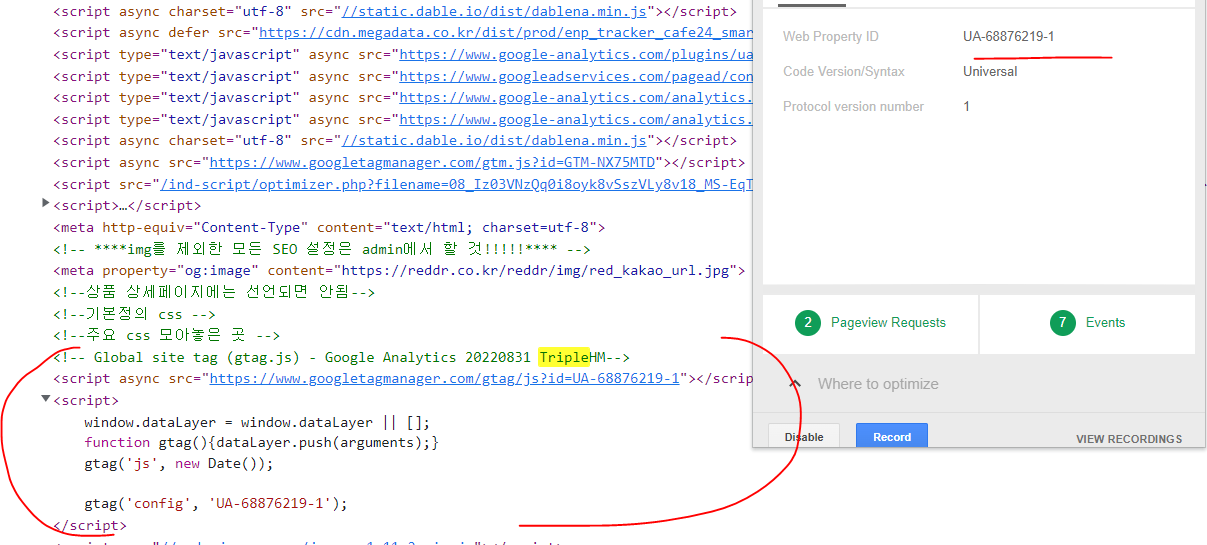 <script async charset="utf-8" src="//static.dable.io/dist/dablena.min.js"></script>
<script async defer src="https://cdn.megadata.co.kr/dist/prod/enp_tracker_cafe24_smar
<script type="text/javascript" async src="https://www.google-analytics.com/plugins/ua
<script type="text/javascript" async src="https://www.googleadservices.com/pagead/con
<script type="text/javascript" async src="https://www.google-analytics.com/analytics.
<script type="text/javascript" async src="https://www.google-analytics.com/analytics.
<script async charset="utf-8" src="//static.dable.io/dist/dablena.min.js"></script>
<script async src="https://www.googletagmanager.com/gtm.js?id=GTM-NX75MTD"></script>
<script src="/ind-script/optimizer.php?filename=08_Iz03VNzQq0i8oyk8vSszVLy8v18_MS-EqT
<script>…</script>
<meta http-equiv="Content-Type" content="text/html; charset=utf-8">
<!-- ****img를 제외한 모든 SEO 설정은 admin에서 할 것!!!!!**** -->
<meta property="og:image" content="https://reddr.co.kr/reddr/img/red_kakao_url.jpg">
<!--상품 상세페이지에는 선언되면 안됨-->
<!--기본정의 css -->
<!--주요 css 모아놓은 곳 -->
<!-- Global site tag (gtag.js) - Google Analytics 20220831 TripleHM-->
<script async src="https://www.googletagmanager.com/gtag/js?id=UA-68876219-1"></scrip
<script>
window.dataLayer = window.dataLayer || [];
function gtag(){dataLayer.push(arguments);}
gtag('js', new Date());
gtag('config', 'UA-68876219-1');
</script>
Web Property ID UA-68876219-1
Code Version/Syntax Universal
Protocol version number 1
2 Pageview Requests
7 Events
Where to optimize
Disable
Record
VIEW RECORDINGS